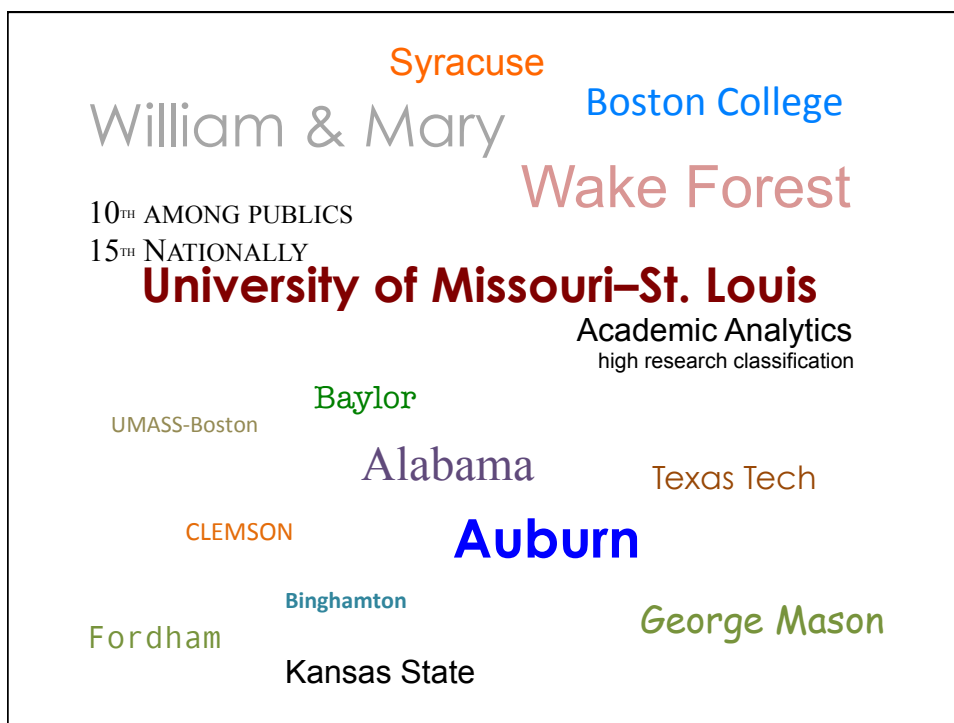 Syracuse
Boston College
William & Mary
Wake Forest
10TH AMONG PUBLICS
15TH NATIONALLY
University of Missouri–St. Louis
Academic Analytics
high research classification
Baylor
UMASS-Boston
Alabama
Texas Tech
CLEMSON
Auburn
Binghamton
George Mason
Fordham
Kansas State